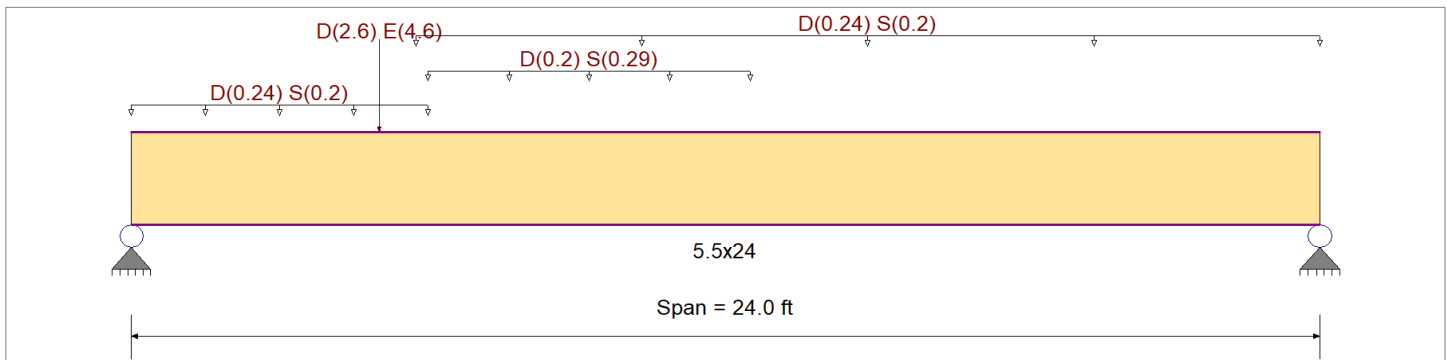 D(0.24) S(0.2)
D(2.6) E(4.6)
D(0.2) S(0.29)
D(0.24) S(0.2)
5.5x24
Span = 24.0 ft